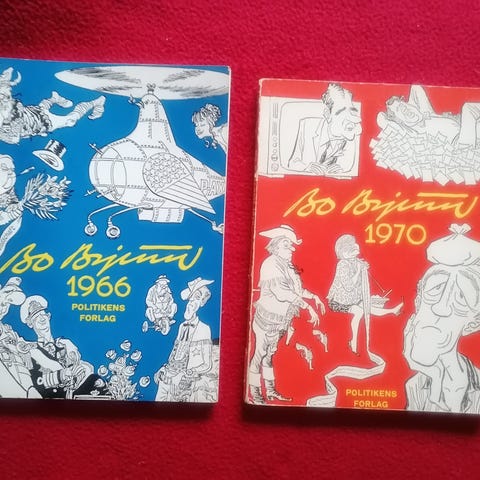 Bo Bojesen
1966
POLITIKENS
FORLAG
Bo Bojesen
1970
POLITIKENS
FORLAG